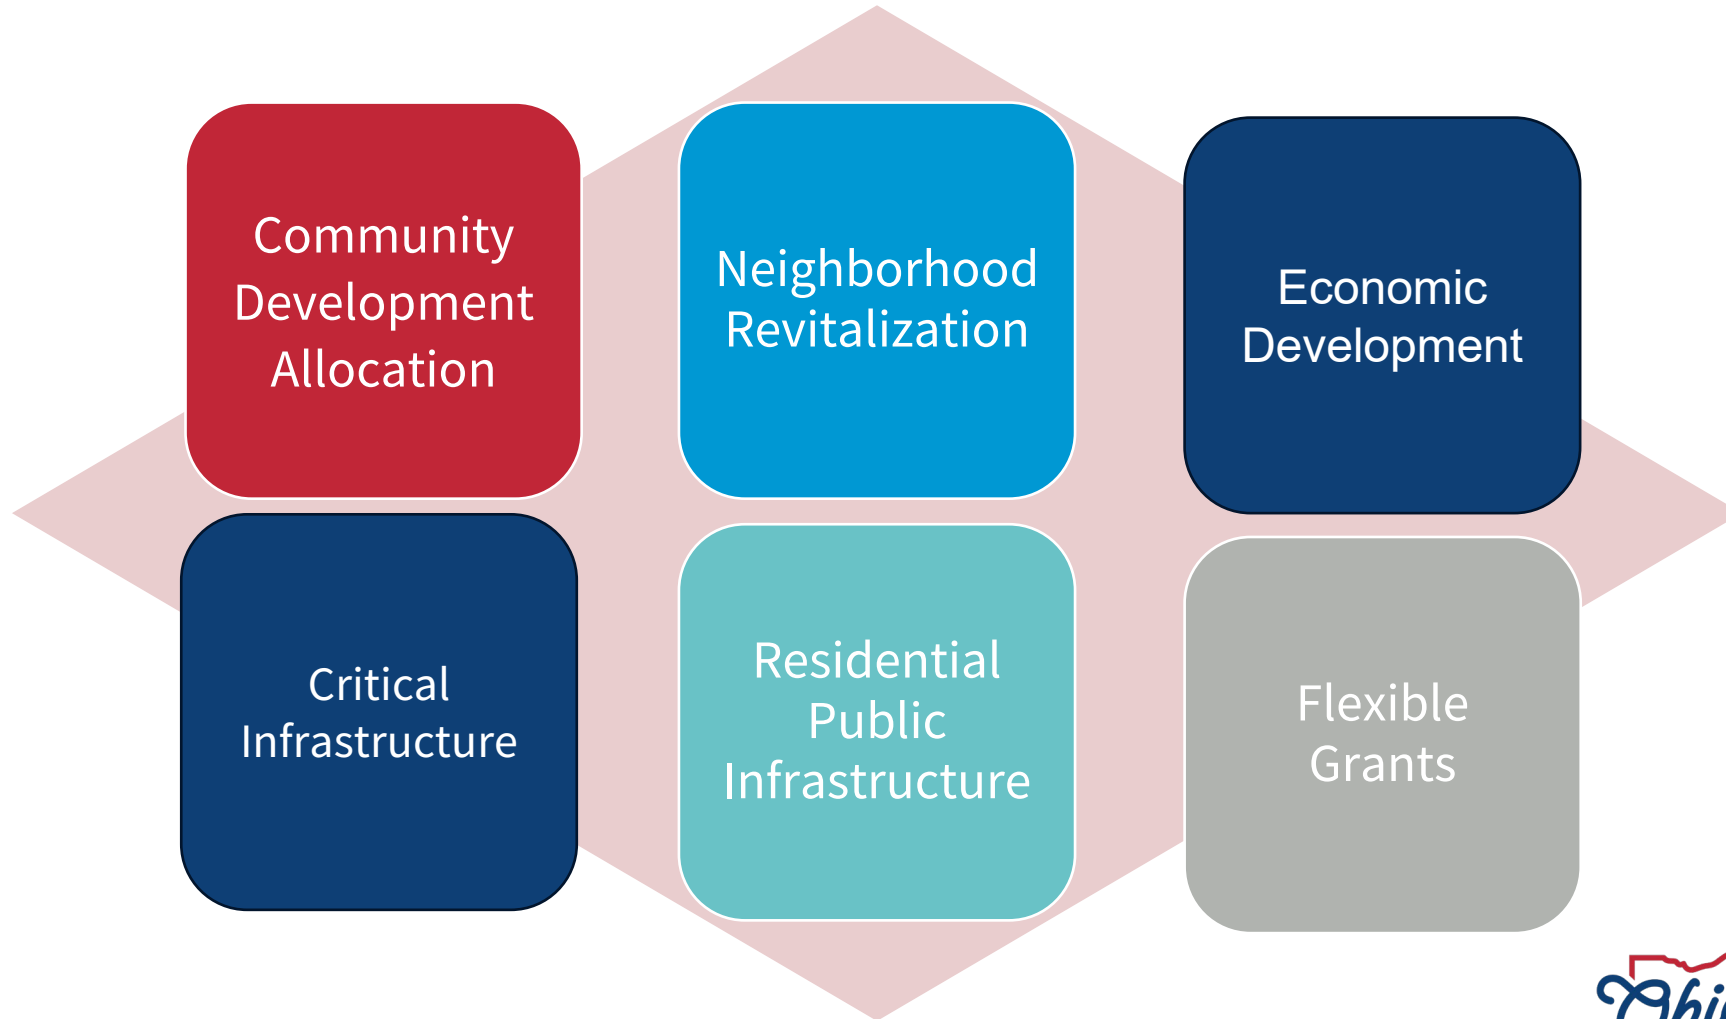 Community
Development
Allocation
Neighborhood
Revitalization
Economic
Development
Critical
Infrastructure
Residential
Public
Infrastructure
Flexible
Grants